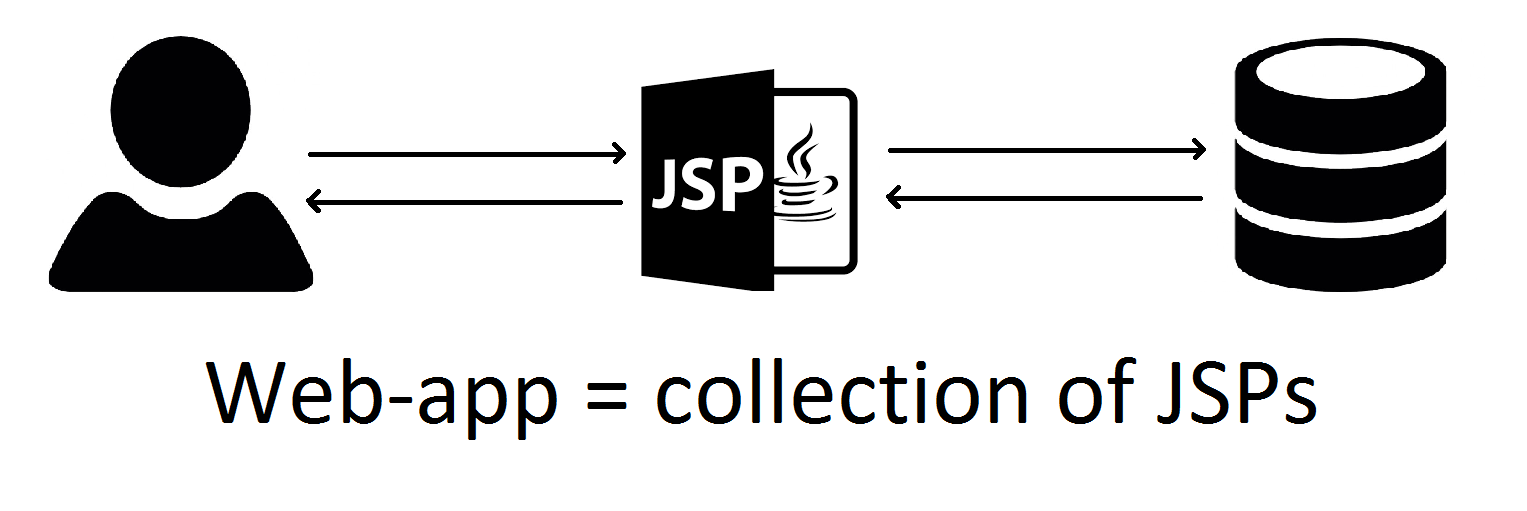 JSP
Web-app = collection of JSPs